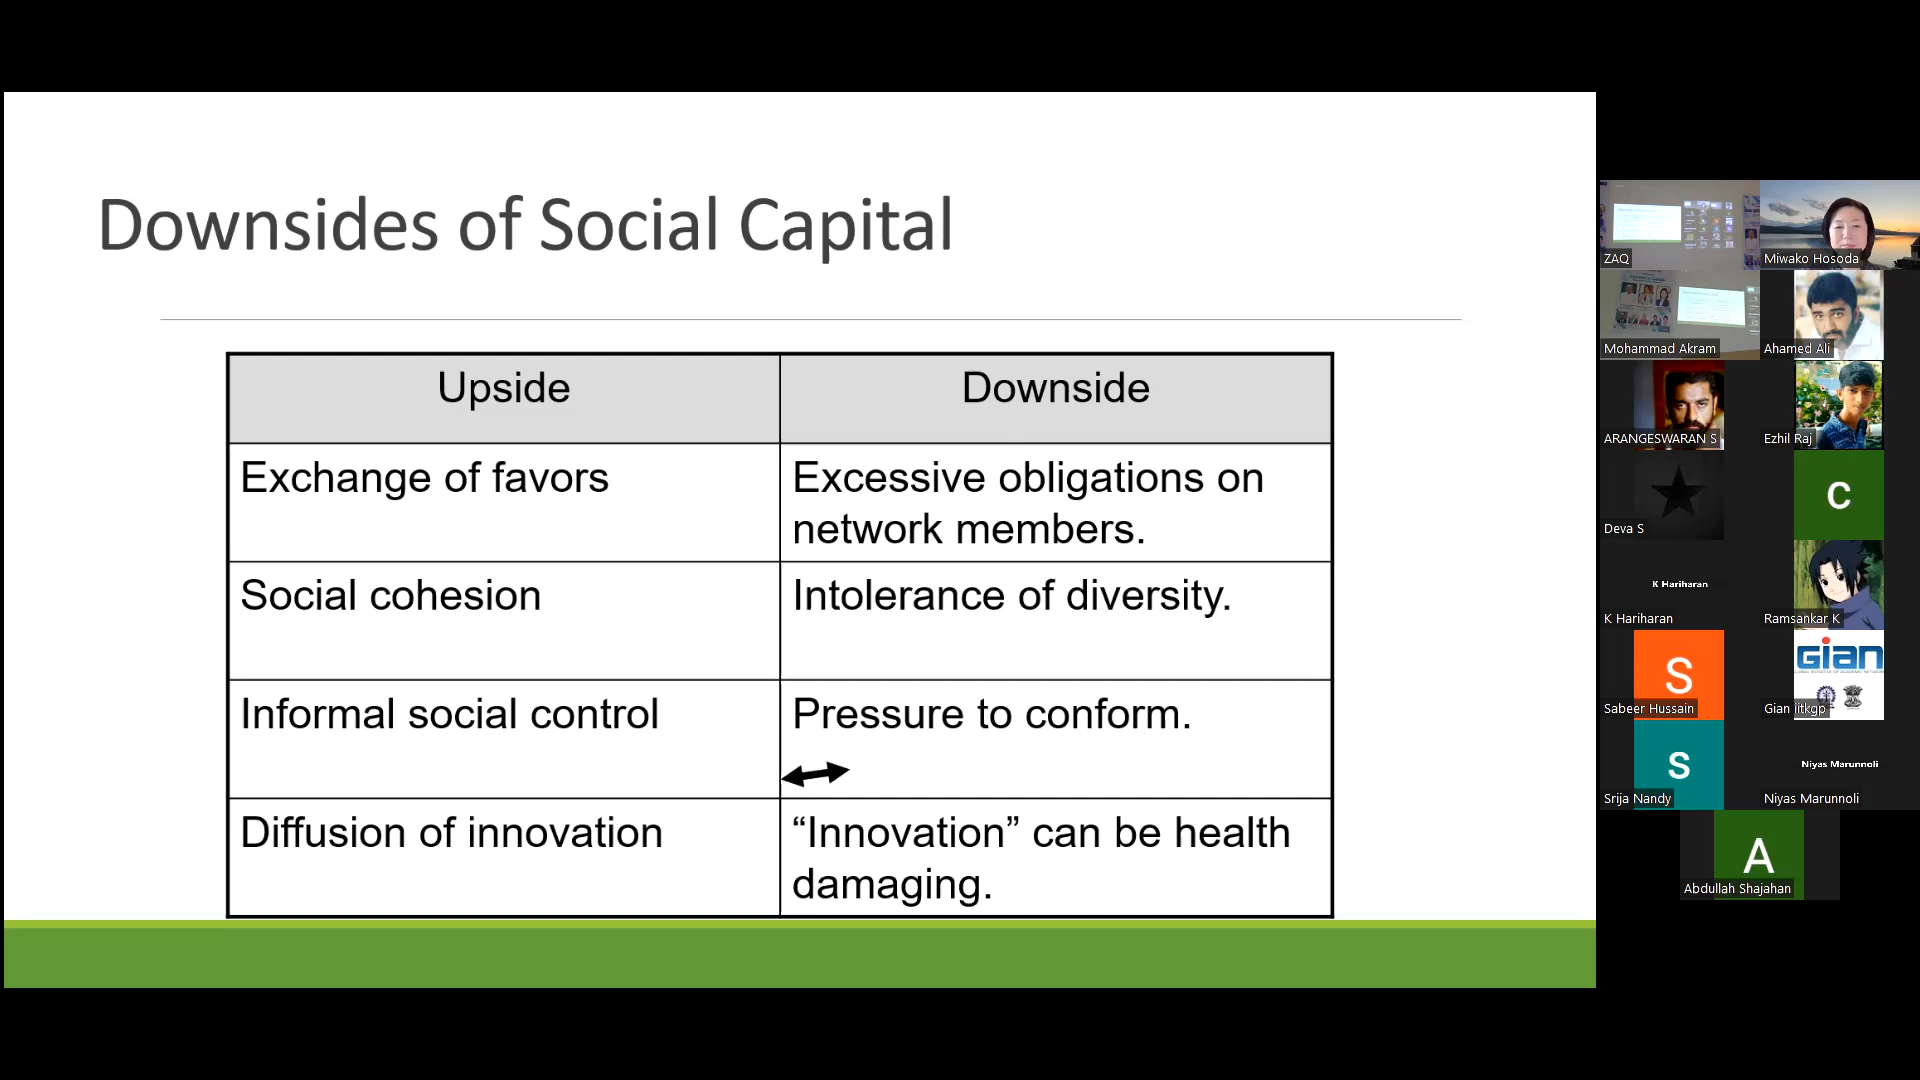 Downsides of Social Capital
Upside
Downside
Exchange of favors
Excessive obligations on
network members.
Social cohesion
Intolerance of diversity.
Informal social control
Pressure to conform.
Diffusion of innovation
“Innovation” can be health
damaging.
ZAQ
Miwako Hosoda
Mohammad Akram
Ahamed Ali
ARANGESWARAN S
Ezhil Raj
Deva S
C
K Hariharan
K Hariharan
Ramsankar K
S
Sabeer Hussain
Gian
Gian iitkgp
S
Srija Nandy
Niyas Marunnoli
Niyas Marunnoli
A
Abdullah Shajahan